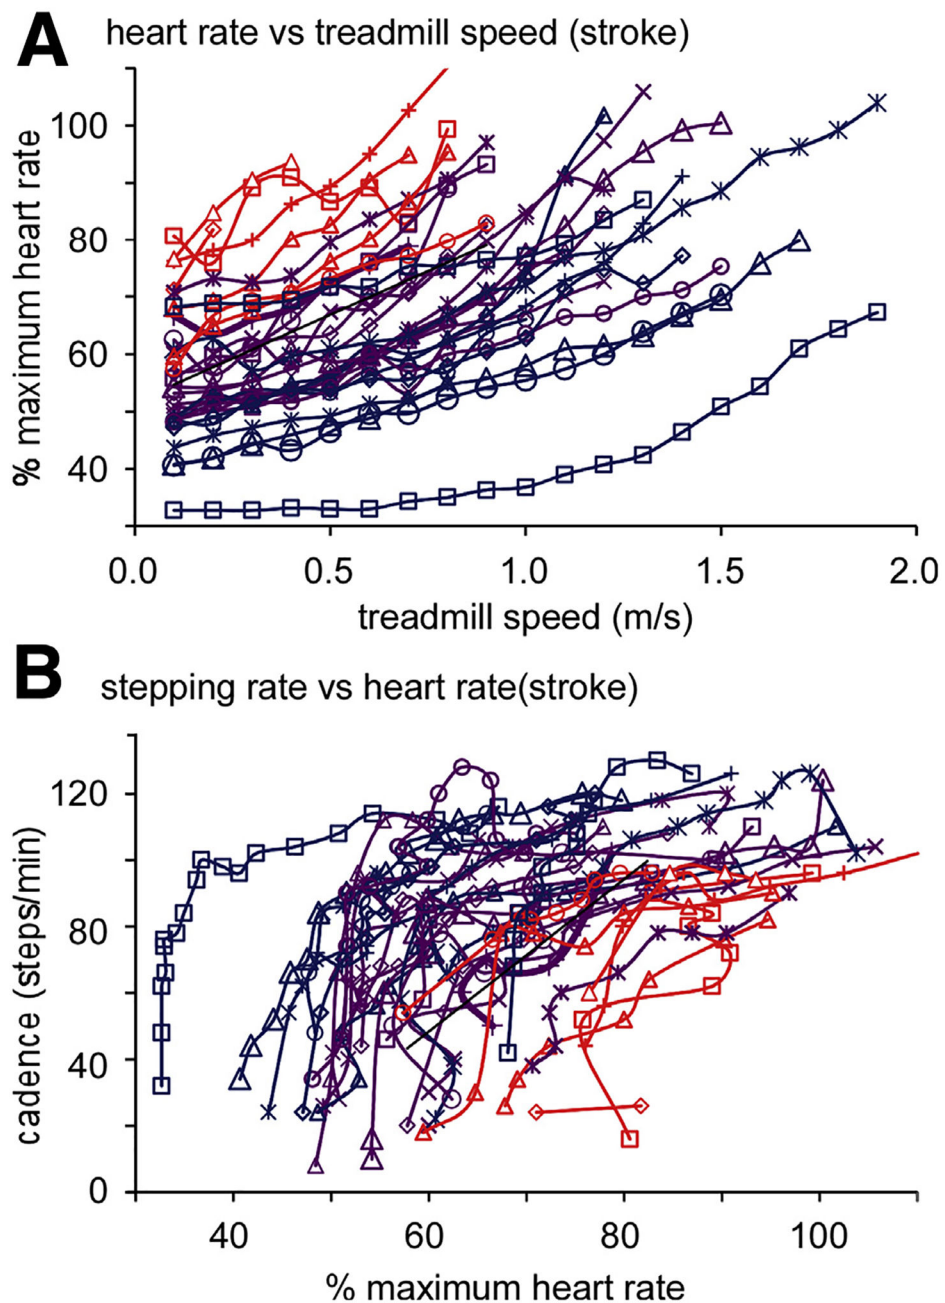 A
heart rate vs treadmill speed (stroke)
% maximum heart rate
100
80
60
40
0.0 0.5 1.0 1.5 2.0
treadmill speed (m/s)
B
stepping rate vs heart rate(stroke)
cadence (steps/min)
120
80
40
0
40 60 80 100
% maximum heart rate